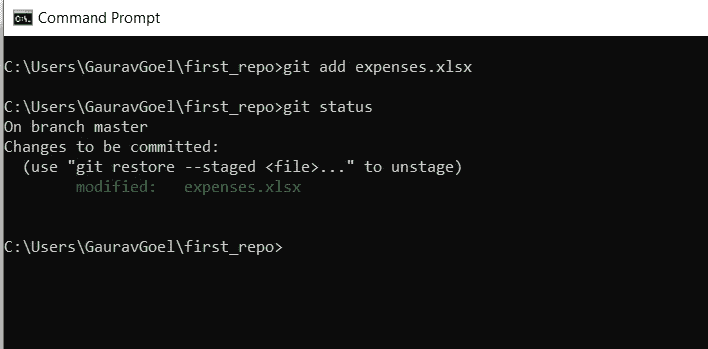 Command Prompt
C:\Users\GauravGoel\first_repo>git add expenses.xlsx
C:\Users\GauravGoel\first_repo>git status
On branch master
Changes to be committed:
  (use "git restore --staged <file>..." to unstage)
        modified:   expenses.xlsx
C:\Users\GauravGoel\first_repo>